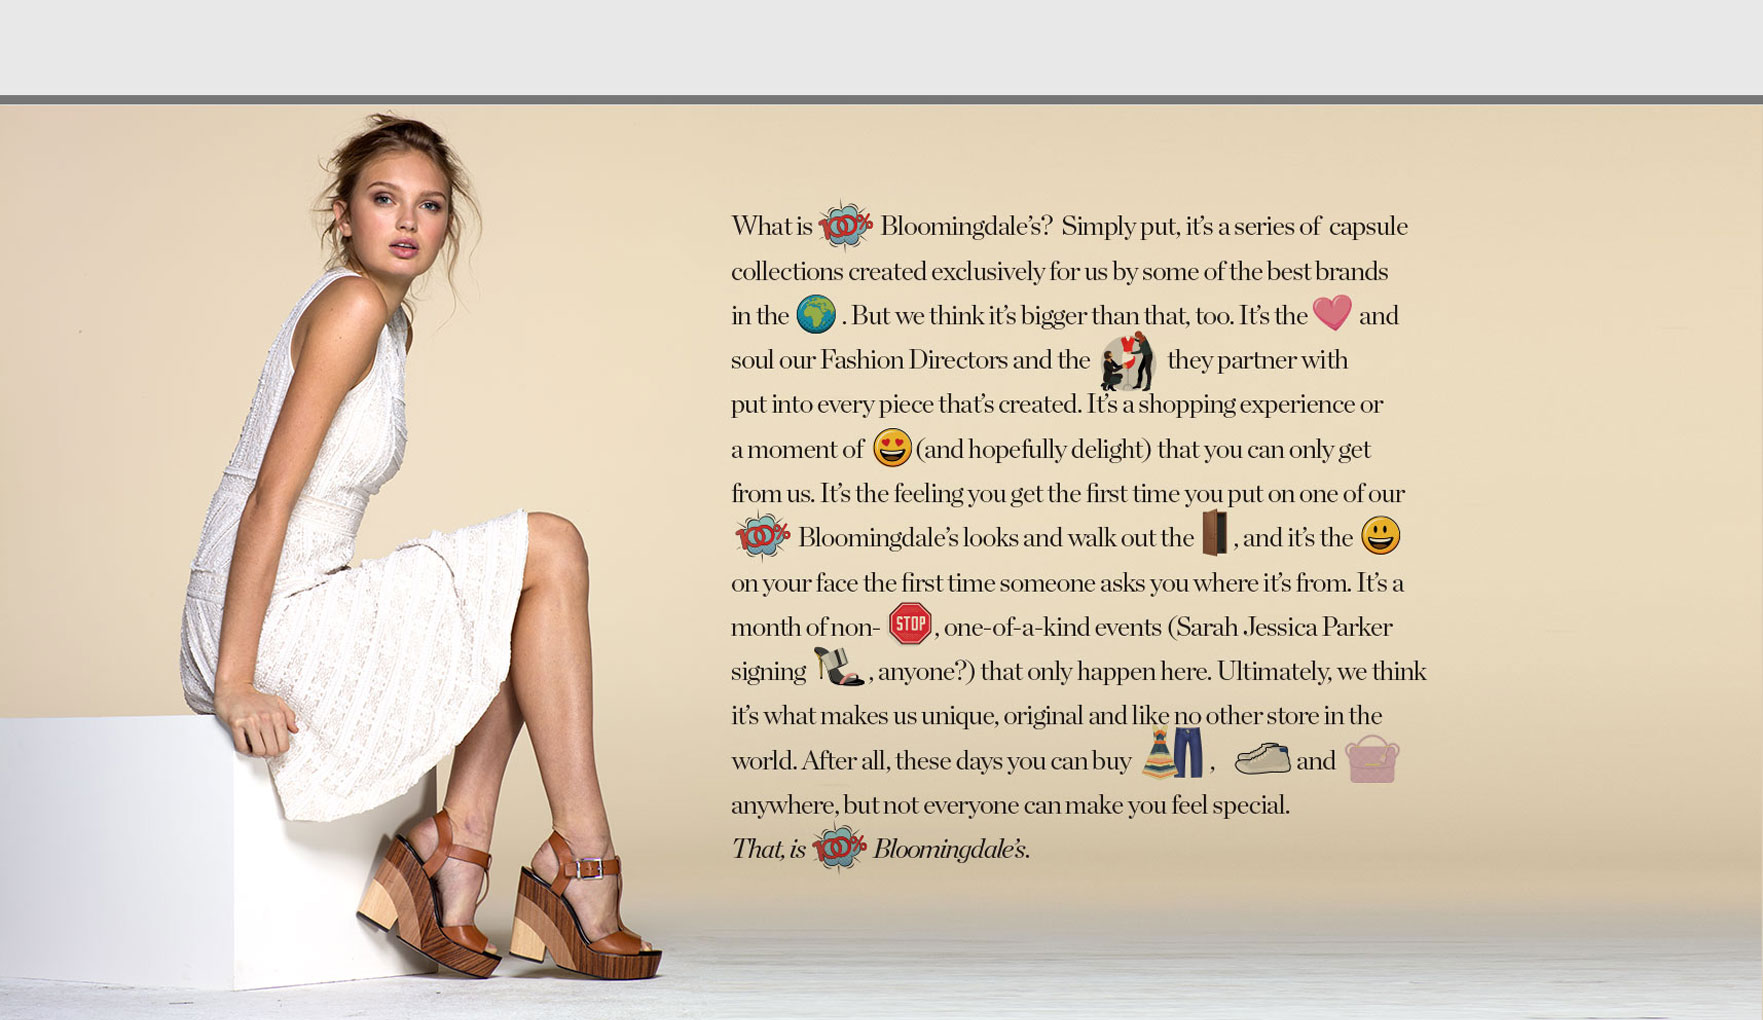 What is 100% Bloomingdale's? Simply put, it's a series of capsule
collections created exclusively for us by some of the best brands
in the . But we think it's bigger than that, too. It's the and
soul our Fashion Directors and the they partner with
put into every piece that's created. It's a shopping experience or
a moment of (and hopefully delight) that you can only get
from us. It's the feeling you get the first time you put on one of our
100% Bloomingdale's looks and walk out the , and it's the
on your face the first time someone asks you where it's from. It's a
month of non- STOP, one-of-a-kind events (Sarah Jessica Parker
signing , anyone?) that only happen here. Ultimately, we think
it's what makes us unique, original and like no other store in the
world. After all, these days you can buy , and
anywhere, but not everyone can make you feel special.
That, is 100% Bloomingdale's.